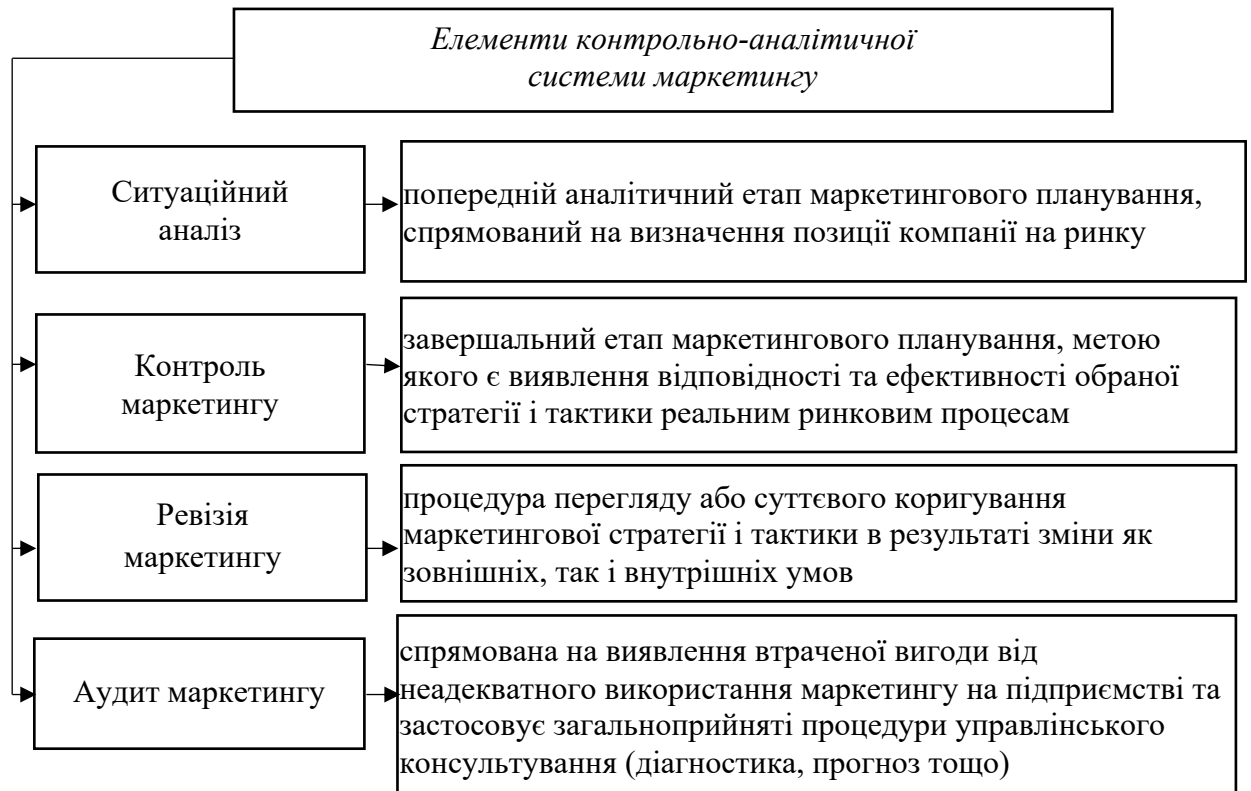 Елементи контрольно-аналітичної
системи маркетингу
Ситуаційний
аналіз
попередній аналітичний етап маркетингового планування,
спрямований на визначення позиції компанії на ринку
Контроль
маркетингу
завершальний етап маркетингового планування, метою
якого є виявлення відповідності та ефективності обраної
стратегії і тактики реальним ринковим процесам
Ревізія
маркетингу
процедура перегляду або суттєвого коригування
маркетингової стратегії і тактики в результаті зміни як
зовнішніх, так і внутрішніх умов
Аудит маркетингу
спрямована на виявлення втраченої вигоди від
неадекватного використання маркетингу на підприємстві та
застосовує загальноприйняті процедури управлінського
консультування (діагностика, прогноз тощо)